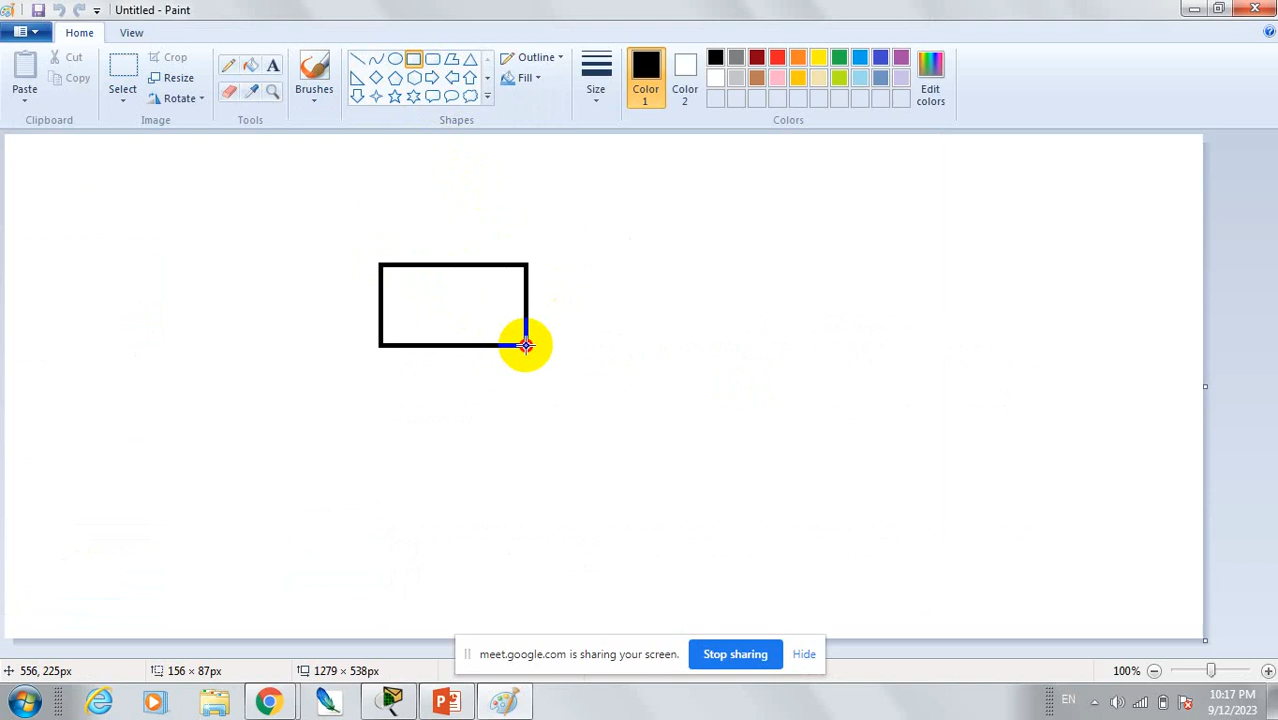 Untitled - Paint
Home
View
Paste
Cut
Copy
Clipboard
Select
Crop
Resize
Rotate
Image
A
Tools
Brushes
Shapes
Outline
Fill
Size
Color 1
Color 2
Edit colors
Colors
meet.google.com is sharing your screen.
Stop sharing
Hide
556, 225px
156 × 87px
1279 × 538px
100%
EN
10:17 PM
9/12/2023